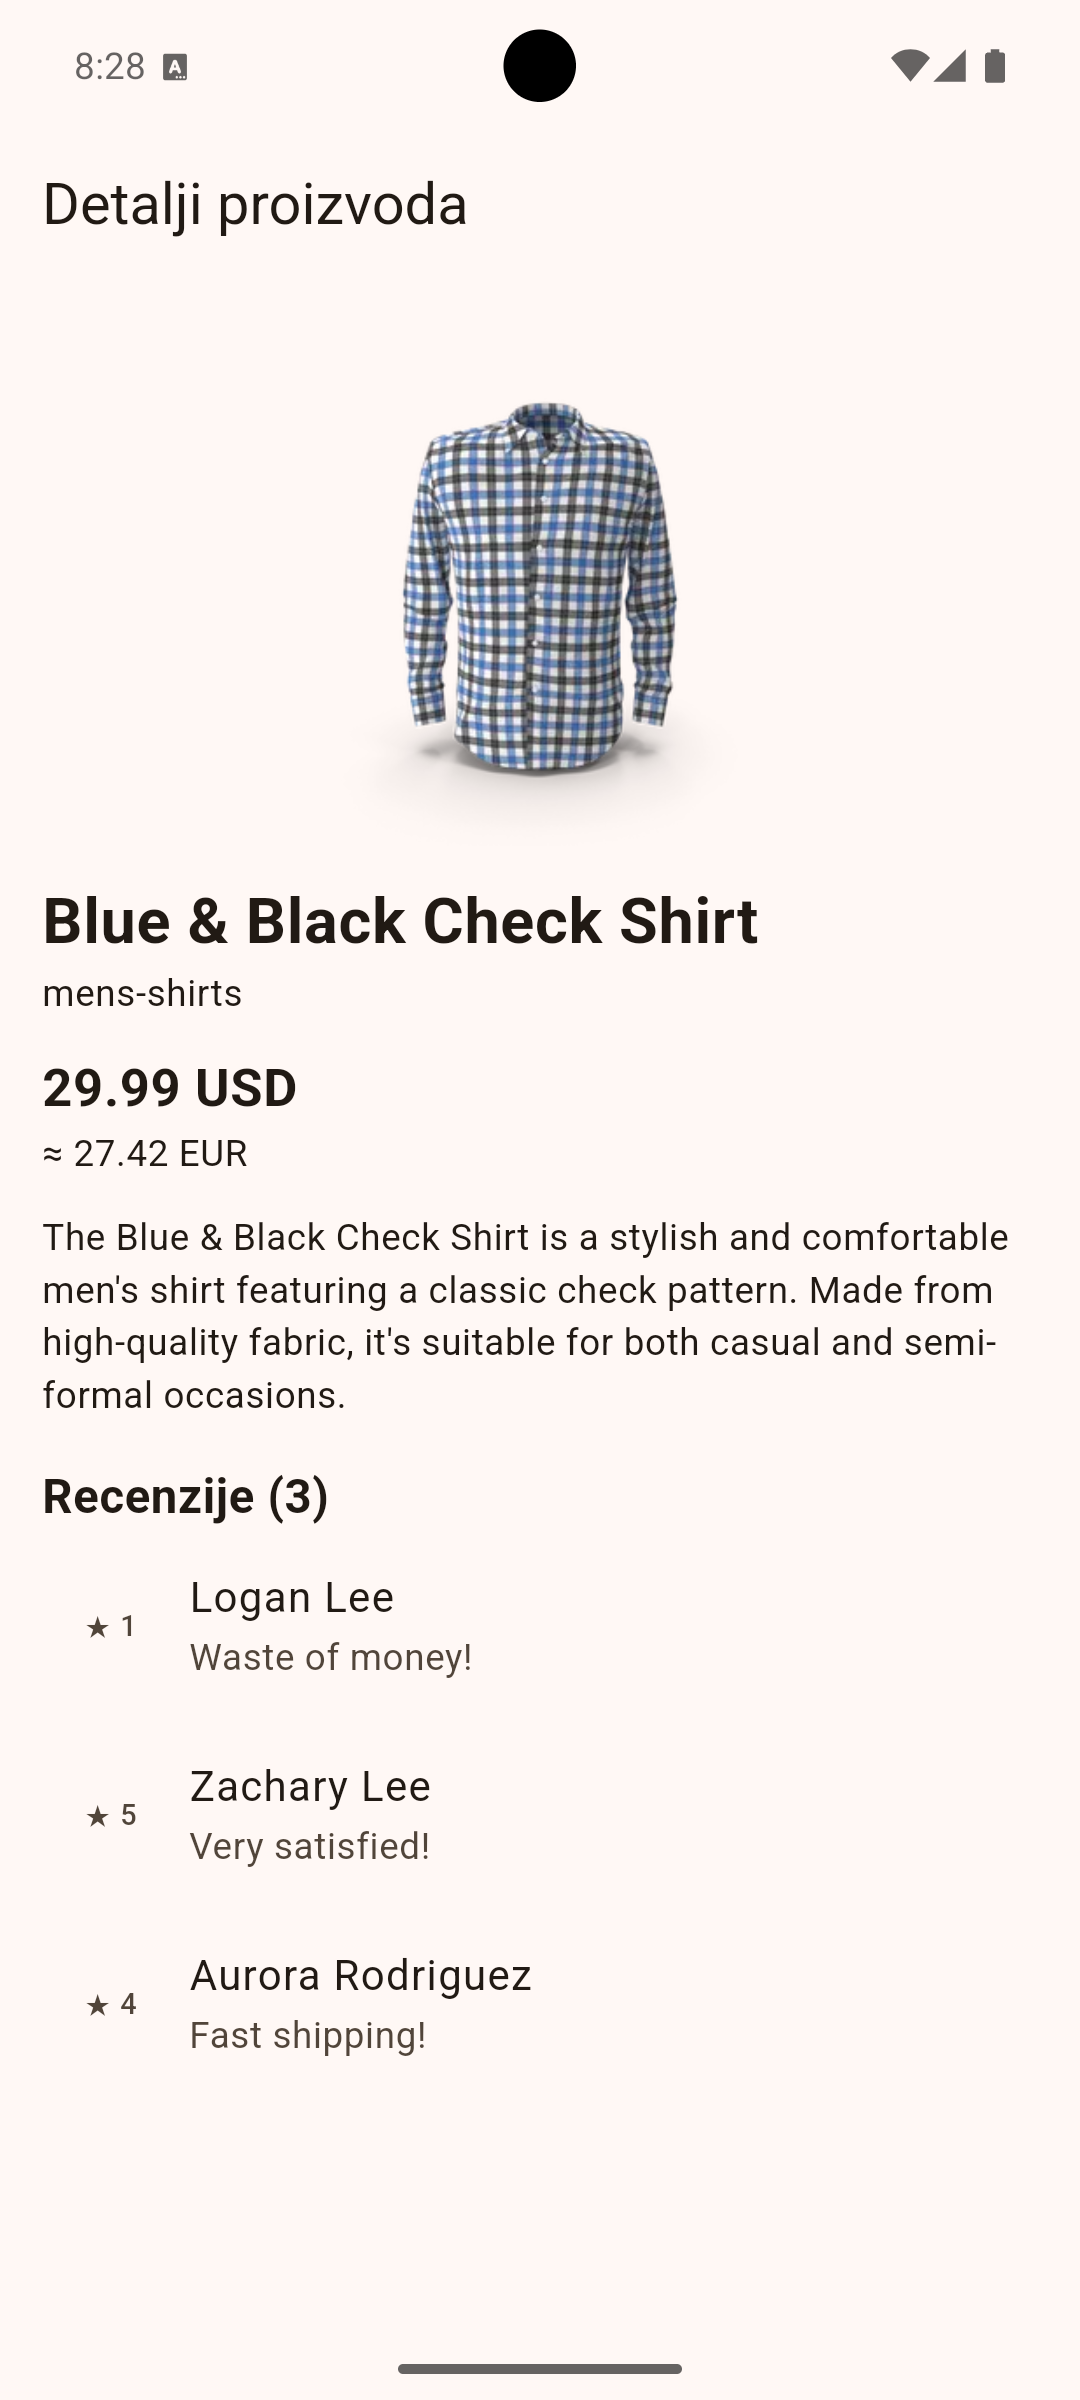 8:28
Detalji proizvoda
Blue & Black Check Shirt
mens-shirts
29.99 USD
≈ 27.42 EUR
The Blue & Black Check Shirt is a stylish and comfortable
men's shirt featuring a classic check pattern. Made from
high-quality fabric, it's suitable for both casual and semi-
formal occasions.
Recenzije (3)
Logan Lee
★ 1
Waste of money!
Zachary Lee
★ 5
Very satisfied!
Aurora Rodriguez
★ 4
Fast shipping!